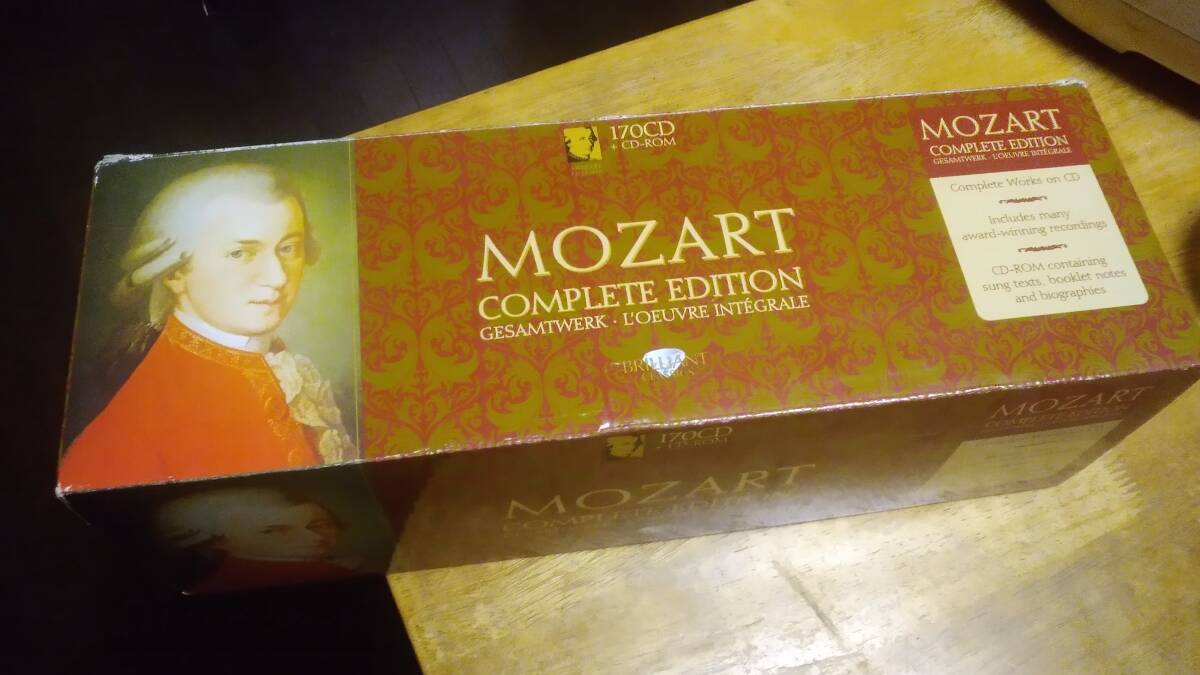 170CD
+ CD-ROM
MOZART
COMPLETE EDITION
GESAMTWERK · L'OEUVRE INTÉGRALE
BRILLIANT
CLASSICS
MOZART
COMPLETE EDITION
GESAMTWERK · L'OEUVRE INTÉGRALE
Complete Works on CD
Includes many
award-winning recordings
CD-ROM containing
sung texts, booklet notes
and biographies
170CD
+ CD-ROM
MOZART
COMPLETE EDITION
MOZART
COMPLETE EDITION